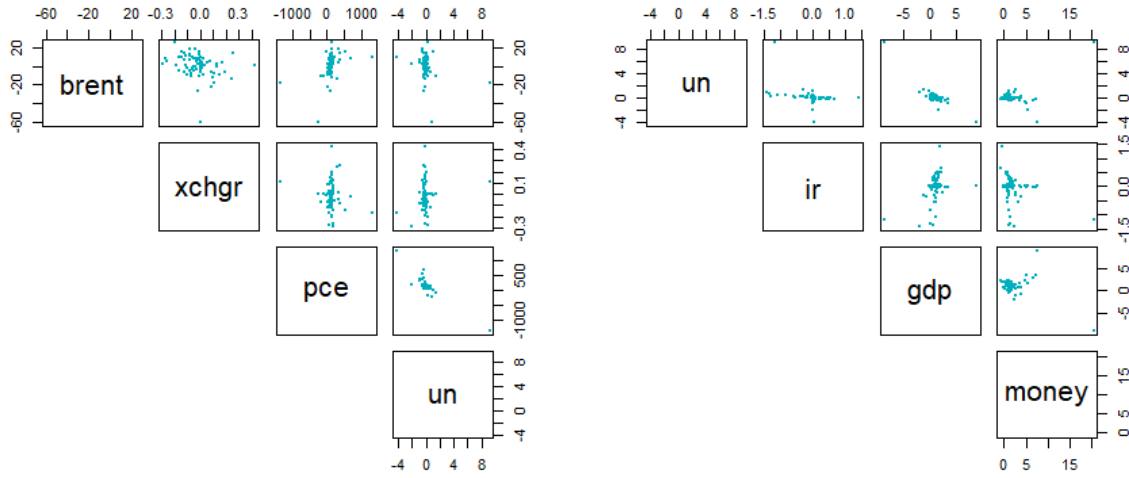 -60 -20 20 -0.3 0.0 0.3 -1000 0 1000 -4 0 4 8
brent
-60 -20 20
xchgr
-0.3 0.1 0.4
pce
-1000 500
un
-4 0 4 8
-4 0 4 8
-4 0 4 8 -1.5 0.0 1.0 -5 0 5 0 5 15
un
-4 0 4 8
ir
-1.5 0.0 1.5
gdp
-5 0 5
money
0 5 15
0 5 15